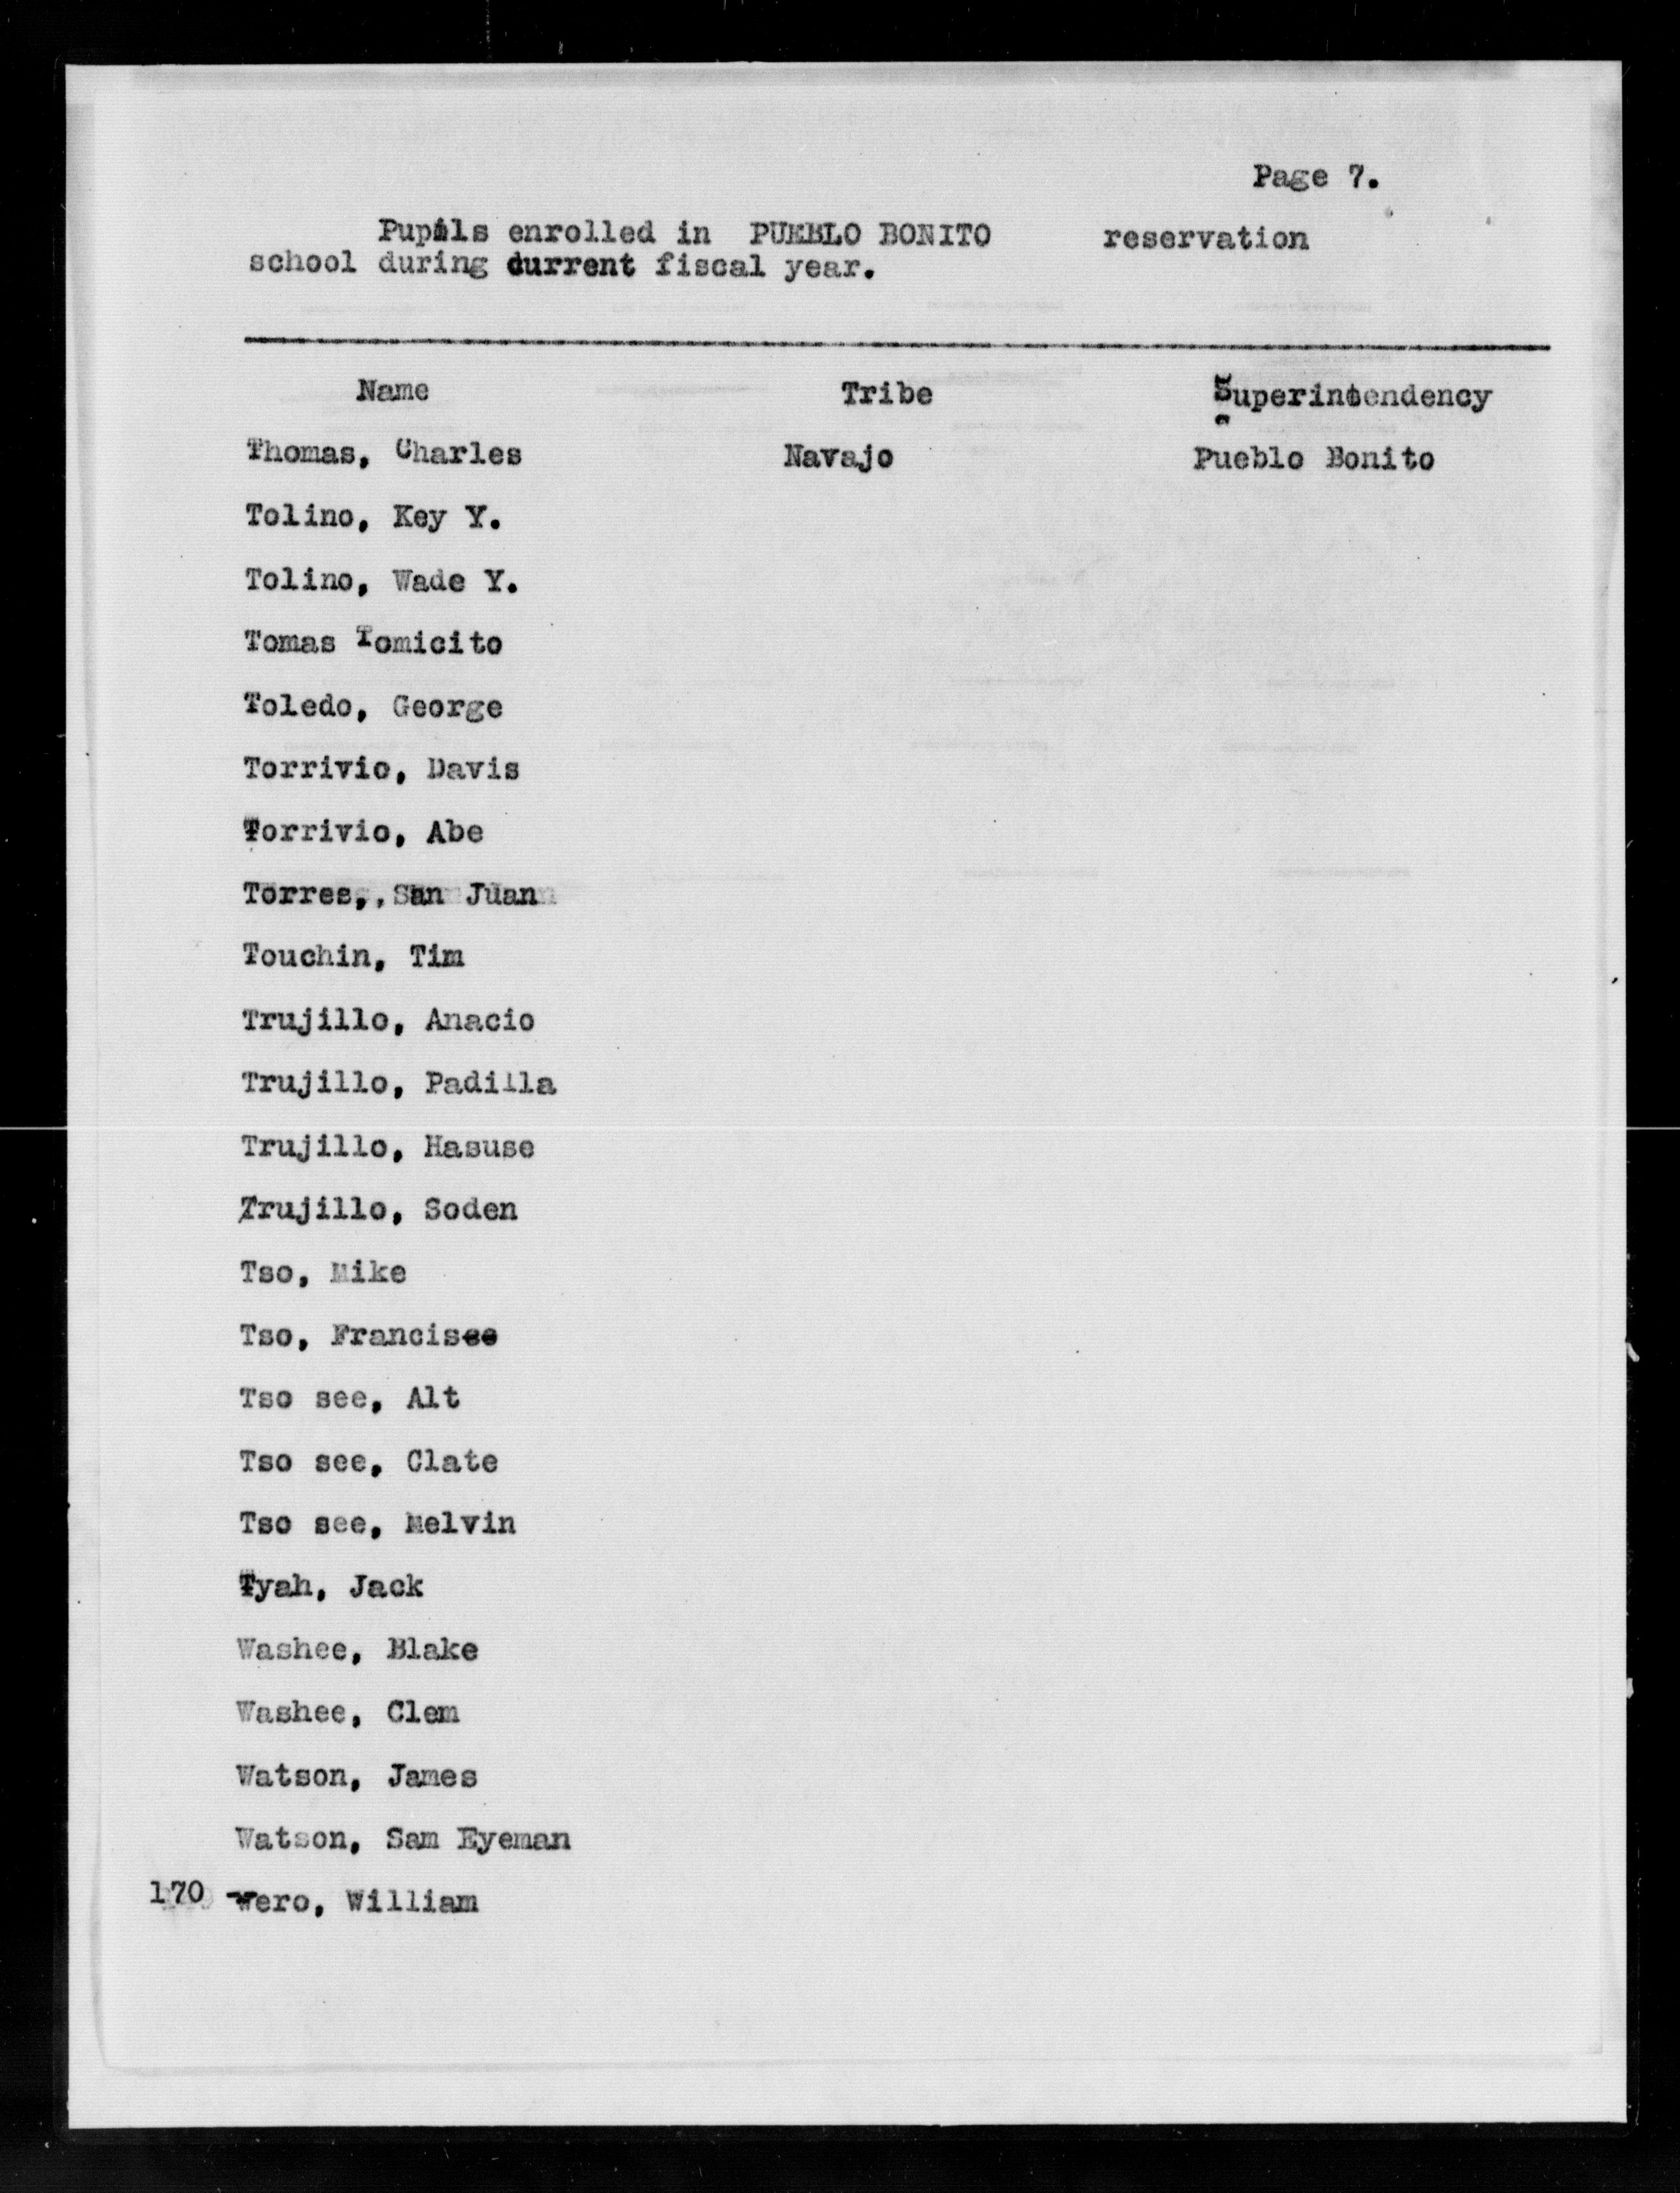 Page 7.
Pupils enrolled in PUEBLO BONITO reservation
school during durrent fiscal year.
Name Tribe Superintendency
Thomas, Charles Navajo Pueblo Bonito
Tolino, Key Y.
Tolino, Wade Y.
Tomas Tomicito
Toledo, George
Torrivio, Davis
Torrivio, Abe
Torres, San Juan
Touchin, Tim
Trujillo, Anacio
Trujillo, Padilla
Trujillo, Hasuse
Trujillo, Soden
Tso, Mike
Tso, Francisee
Tso see, Alt
Tso see, Clate
Tso see, Melvin
Tyah, Jack
Washee, Blake
Washee, Clem
Watson, James
Watson, Sam Eyeman
170 Wero, William